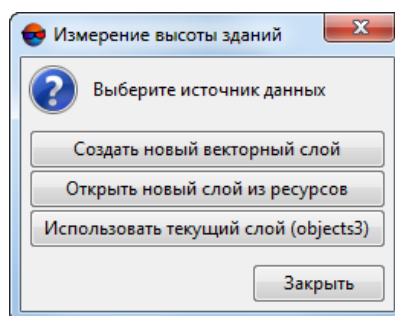 Измерение высоты зданий
Выберите источник данных
Создать новый векторный слой
Открыть новый слой из ресурсов
Использовать текущий слой (objects3)
Закрыть